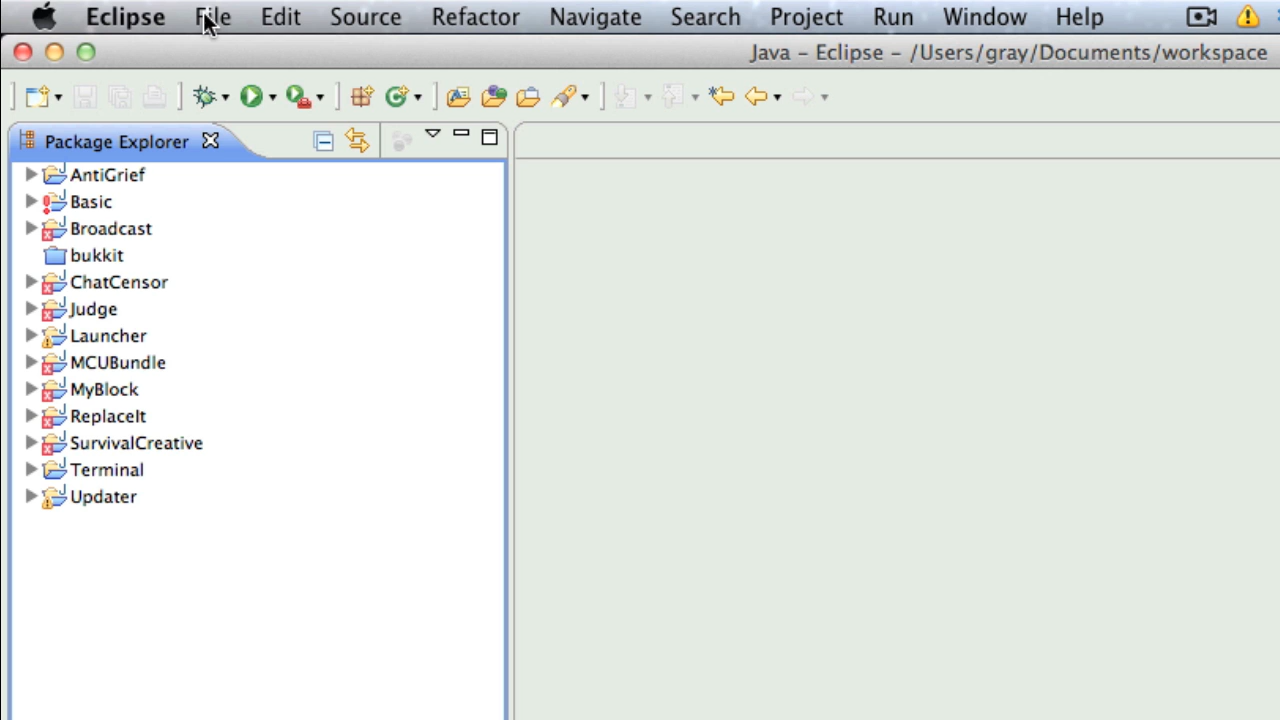 Eclipse File Edit Source Refactor Navigate Search Project Run Window Help
Java – Eclipse – /Users/gray/Documents/workspace
Package Explorer
AntiGrief
Basic
Broadcast
bukkit
ChatCensor
Judge
Launcher
MCUBundle
MyBlock
ReplaceIt
SurvivalCreative
Terminal
Updater